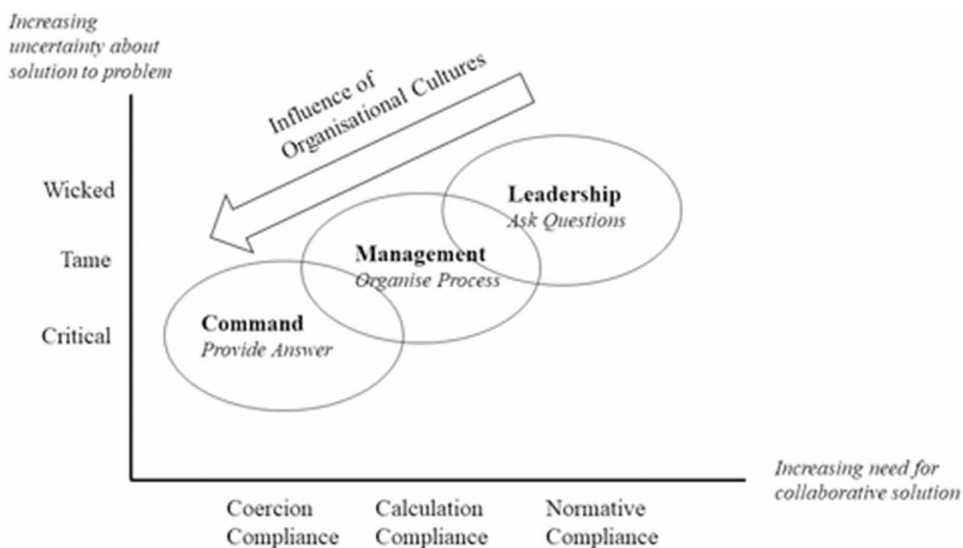 Increasing
uncertainty about
solution to problem
Influence of
Organisational Cultures
Wicked
Tame
Critical
Leadership
Ask Questions
Management
Organise Process
Command
Provide Answer
Increasing need for
collaborative solution
Coercion
Compliance
Calculation
Compliance
Normative
Compliance